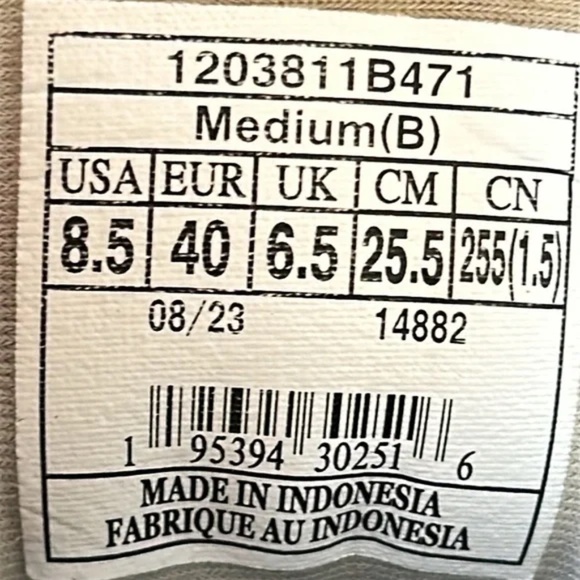 1203811B471
Medium(B)
USA EUR UK CM CN
8.5 40 6.5 25.5 255(1.5)
08/23 14882
1 95394 30251 6
MADE IN INDONESIA
FABRIQUE AU INDONESIA